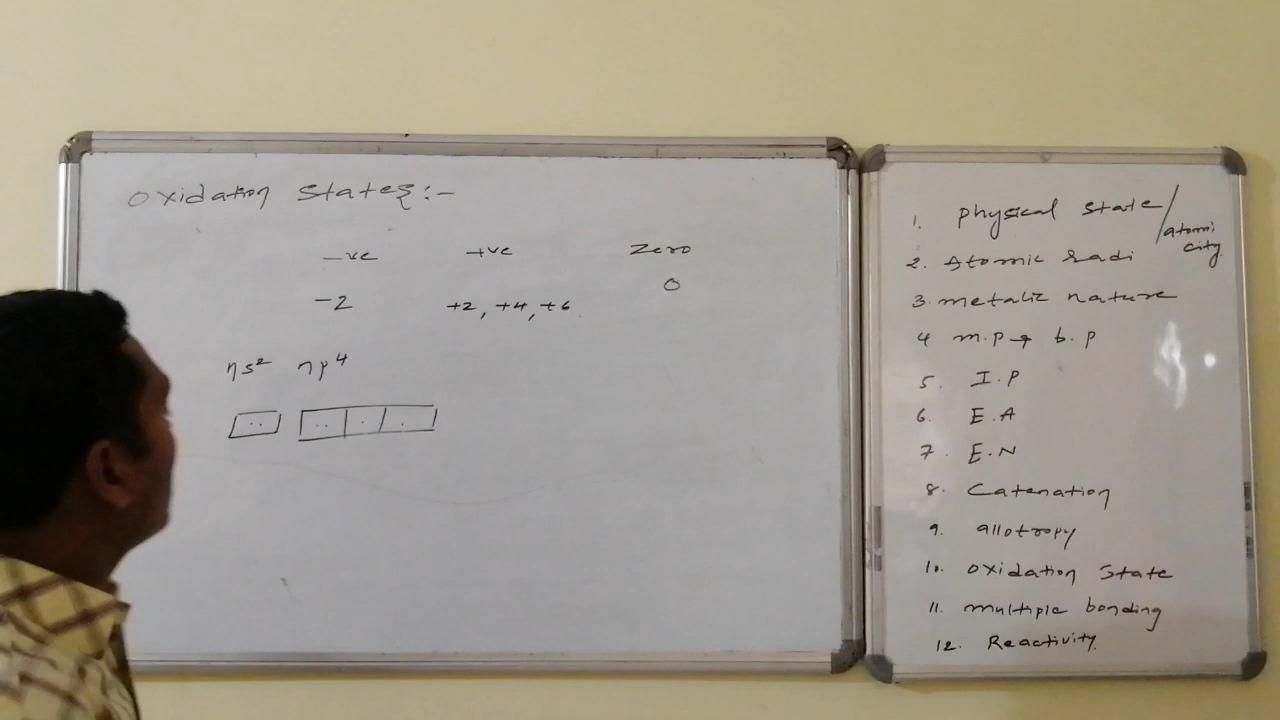 Oxidation States:-
-ve +ve Zero
-2 +2, +4, +6. 0
ns² np⁴
1. Physical state/atomicity
2. Atomic radi
3. metalic nature
4 m.p → b.p
5. I.P
6. E.A
7. E.N
8. Catenation
9. allotropy
10. oxidation State
11. multiple bonding
12. Reactivity.